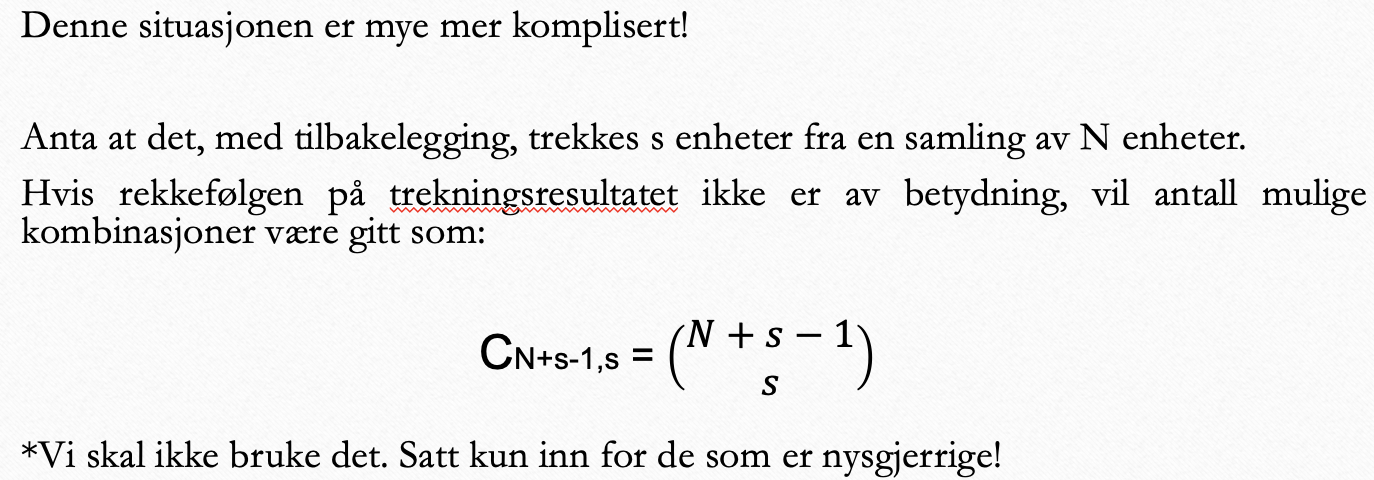 Denne situasjonen er mye mer komplisert!
Anta at det, med tilbakelegging, trekkes s enheter fra en samling av N enheter.
Hvis rekkefølgen på trekningsresultatet ikke er av betydning, vil antall mulige
kombinasjoner være gitt som:
C_{N+s-1,s} = \binom{N + s − 1}{s}
*Vi skal ikke bruke det. Satt kun inn for de som er nysgjerrige!